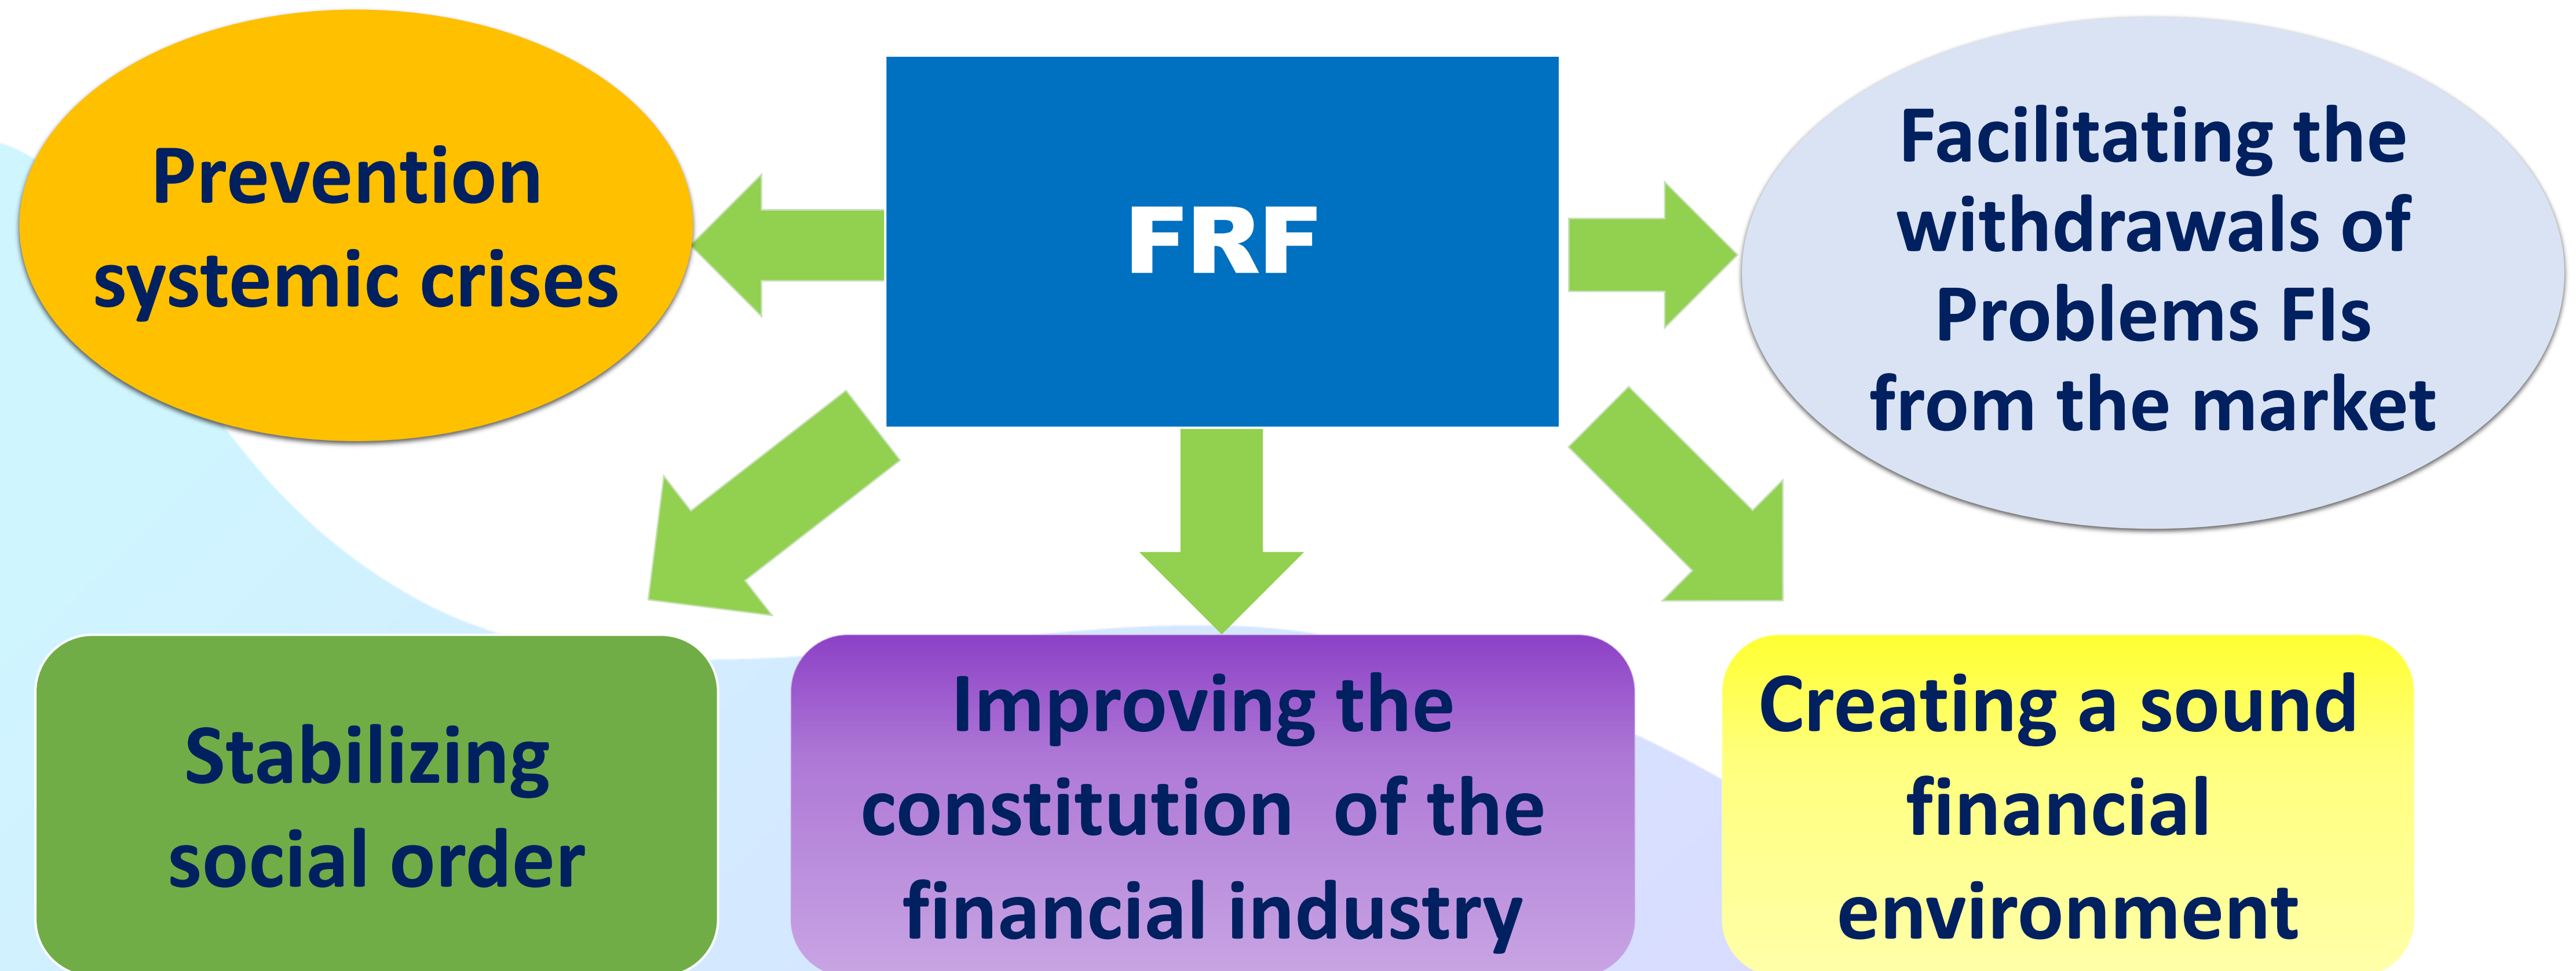 Prevention
systemic crises
FRF
Facilitating the
withdrawals of
Problems FIs
from the market
Stabilizing
social order
Improving the
constitution of the
financial industry
Creating a sound
financial
environment